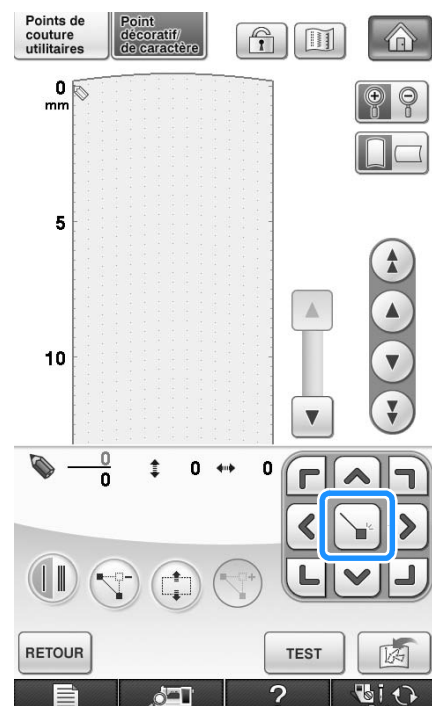 Points de
couture
utilitaires
Point
décoratif/
de caractère
0
mm
5
10
0
0
0
0
RETOUR
TEST
?
i